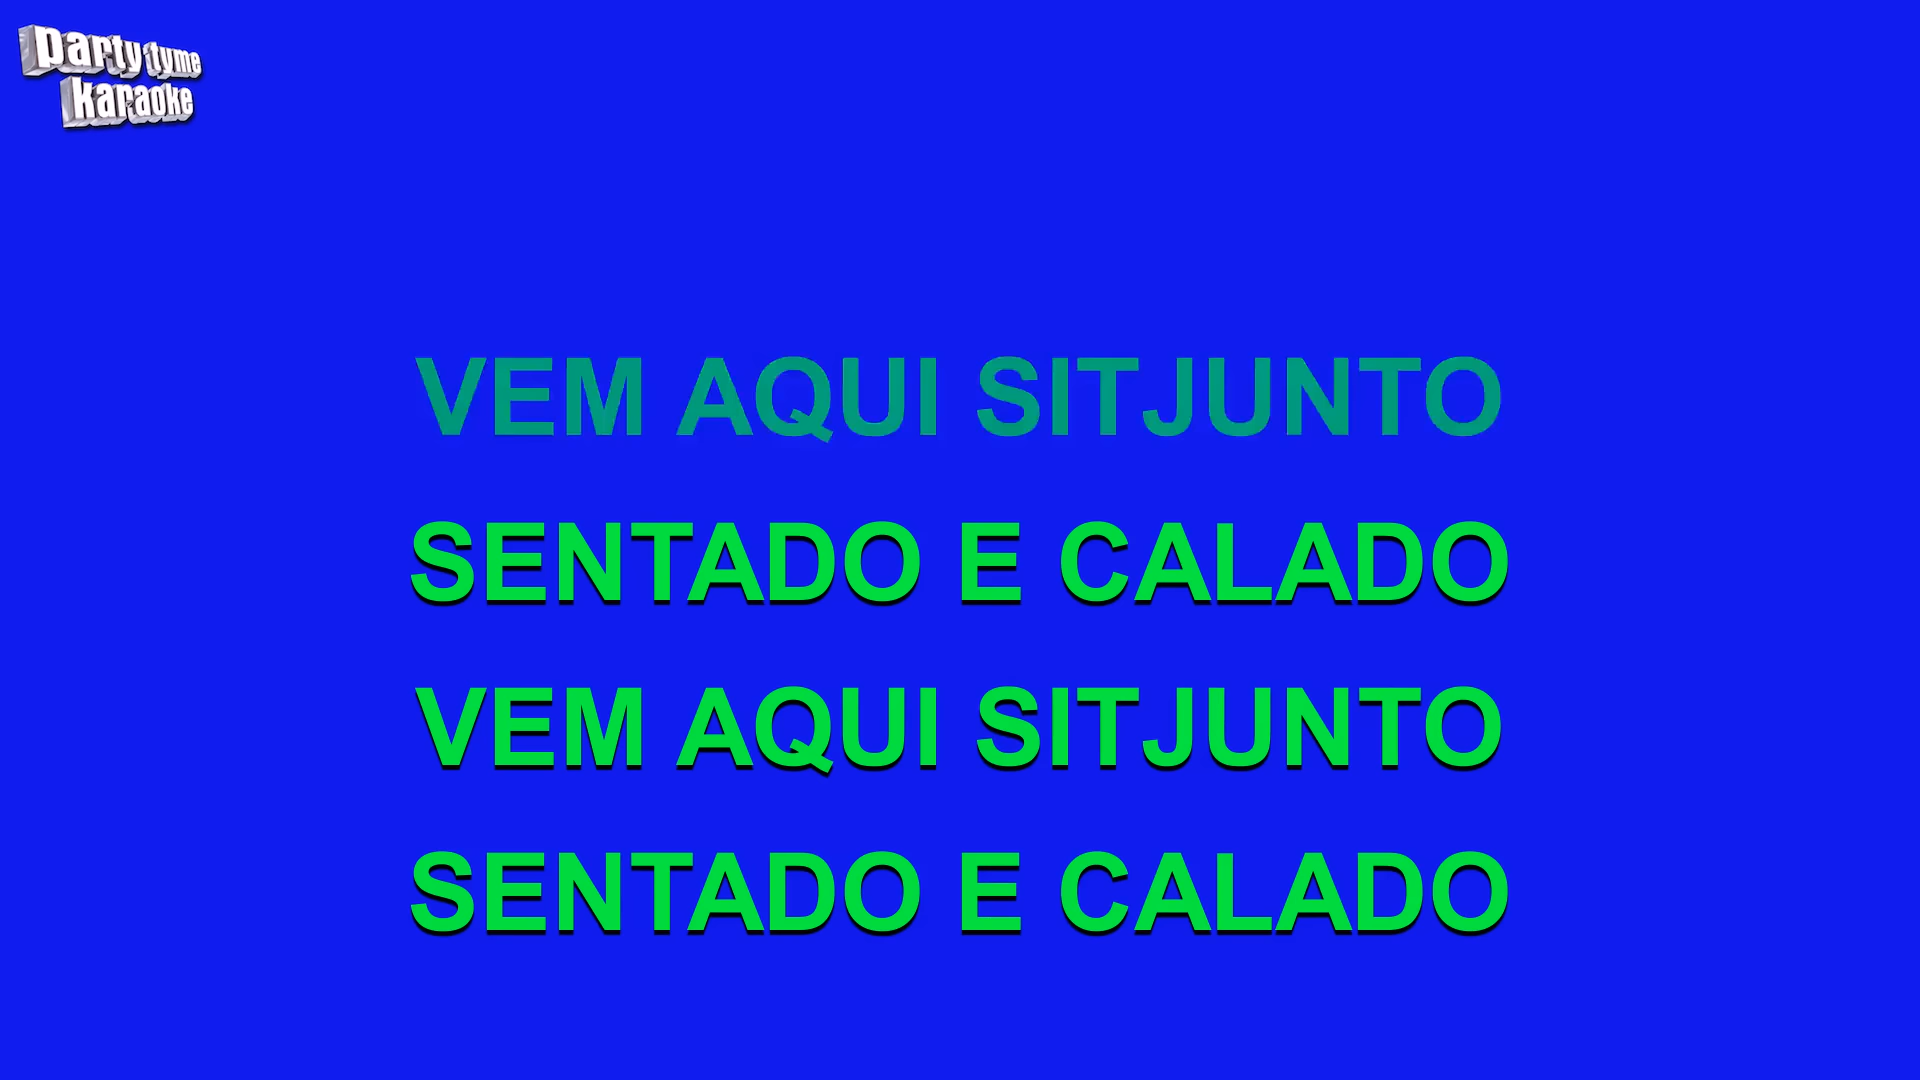 party tyme
karaoke
VEM AQUI SITJUNTO
SENTADO E CALADO
VEM AQUI SITJUNTO
SENTADO E CALADO